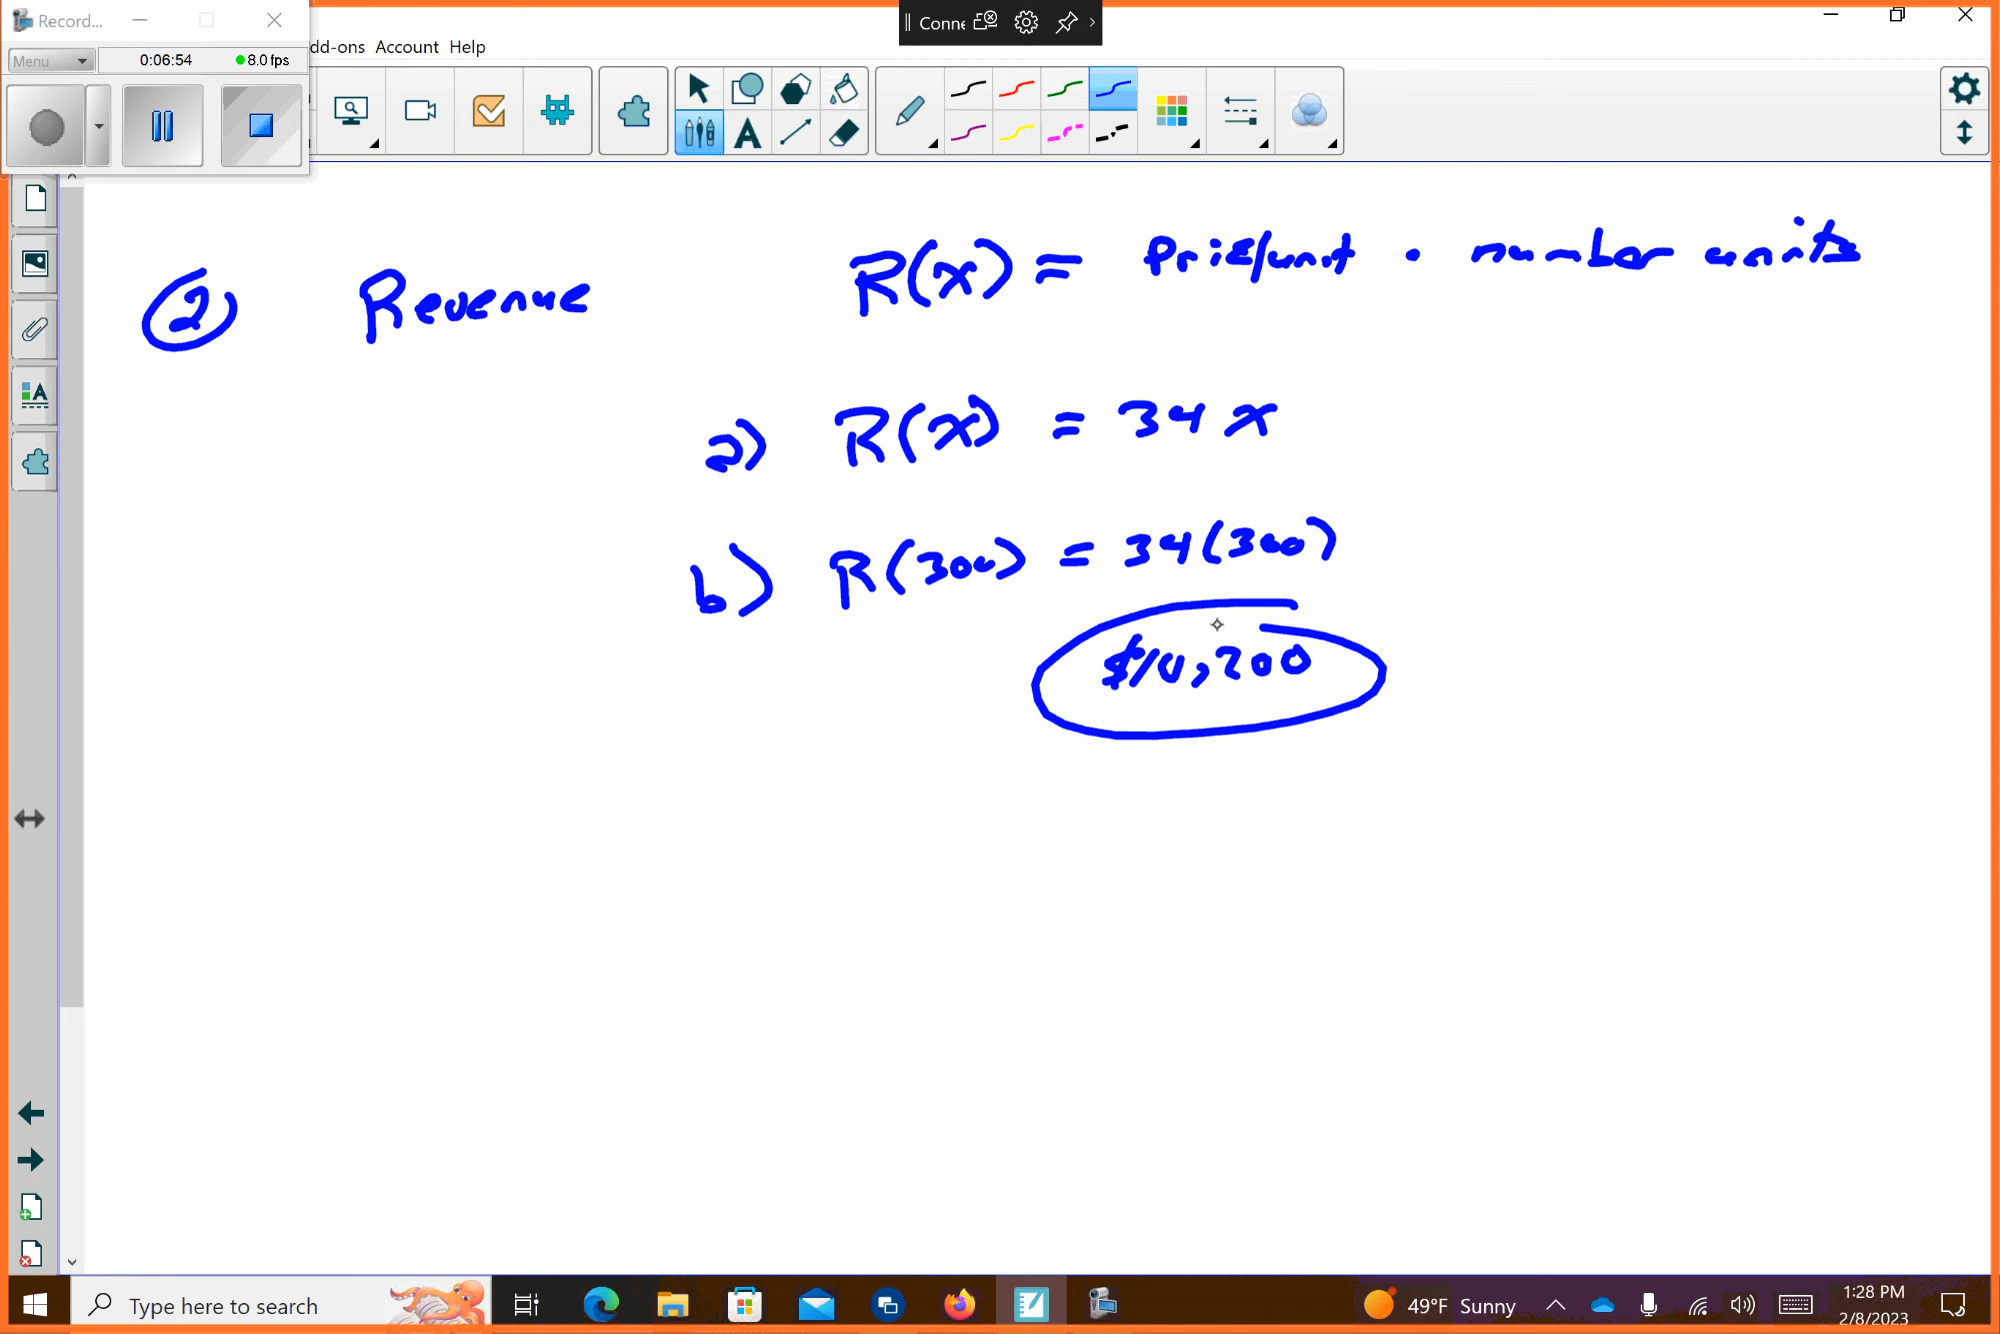 Record...
Menu 0:06:54 8.0 fps
Conne
dd-ons Account Help
② Revenue R(x) = Price/unit · number units
a) R(x) = 34x
b) R(300) = 34(300)
$10,200
Type here to search
49°F Sunny
1:28 PM
2/8/2023